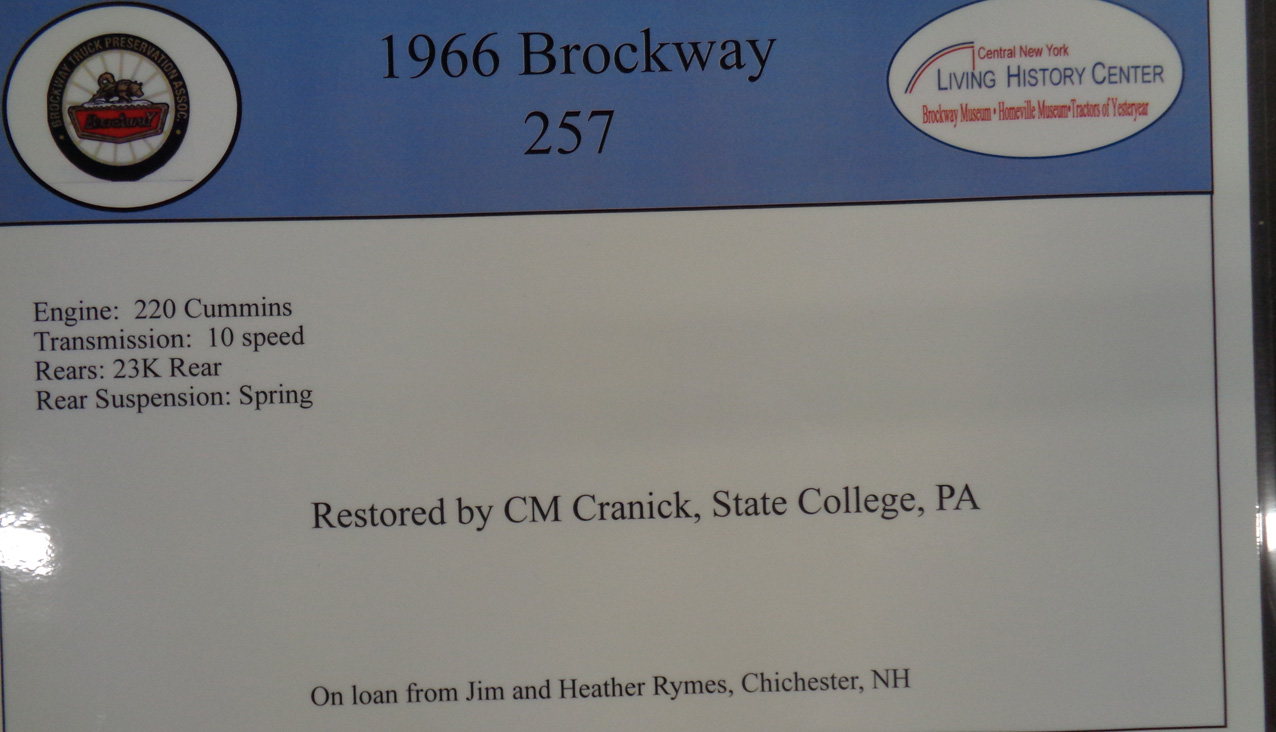 BROCKWAY TRUCK PRESERVATION ASSOC.
Brockway
1966 Brockway
257
Central New York
LIVING HISTORY CENTER
Brockway Museum • Homeville Museum • Tractors of Yesteryear
Engine: 220 Cummins
Transmission: 10 speed
Rears: 23K Rear
Rear Suspension: Spring
Restored by CM Cranick, State College, PA
On loan from Jim and Heather Rymes, Chichester, NH